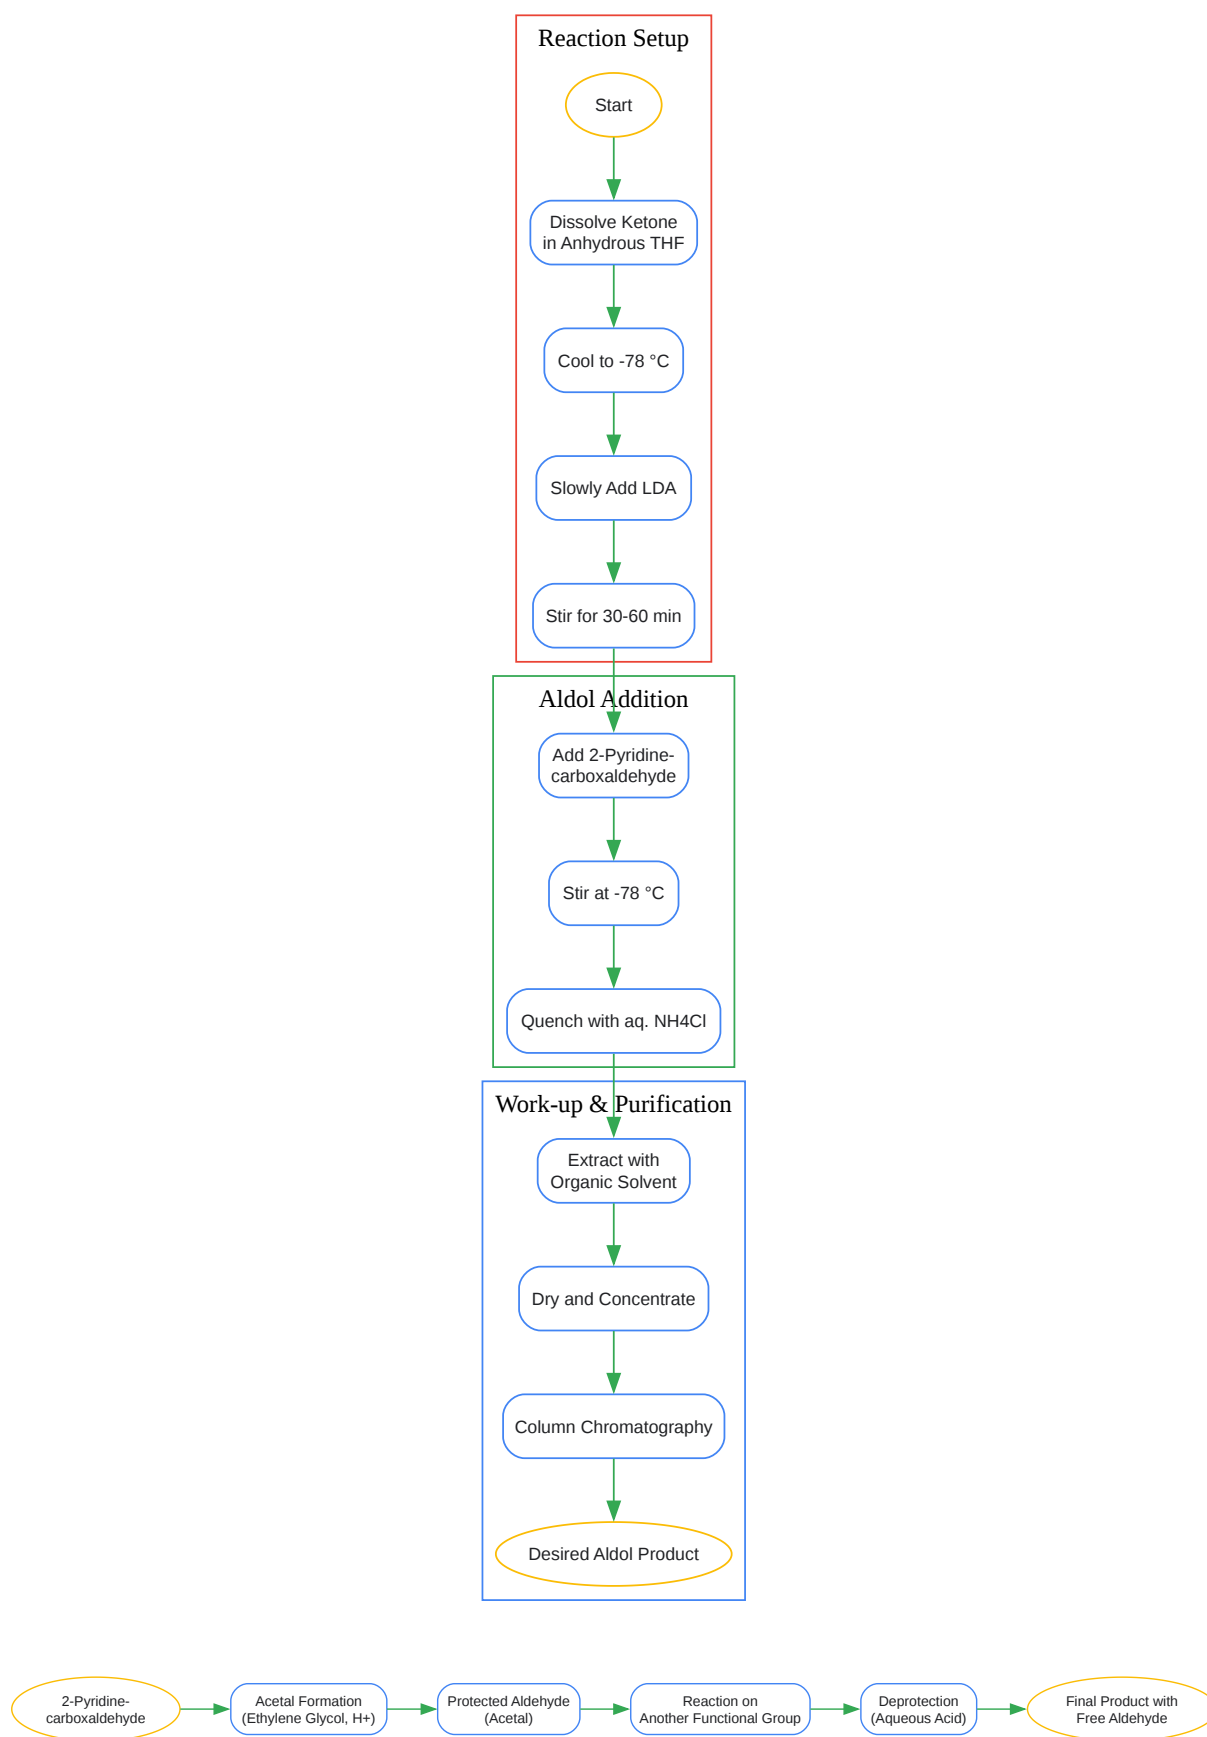 Reaction Setup
Start
Dissolve Ketone
in Anhydrous THF
Cool to -78 °C
Slowly Add LDA
Stir for 30-60 min
Aldol Addition
Add 2-Pyridine-
carboxaldehyde
Stir at -78 °C
Quench with aq. NH4Cl
Work-up & Purification
Extract with
Organic Solvent
Dry and Concentrate
Column Chromatography
Desired Aldol Product
2-Pyridine-
carboxaldehyde
Acetal Formation
(Ethylene Glycol, H+)
Protected Aldehyde
(Acetal)
Reaction on
Another Functional Group
Deprotection
(Aqueous Acid)
Final Product with
Free Aldehyde